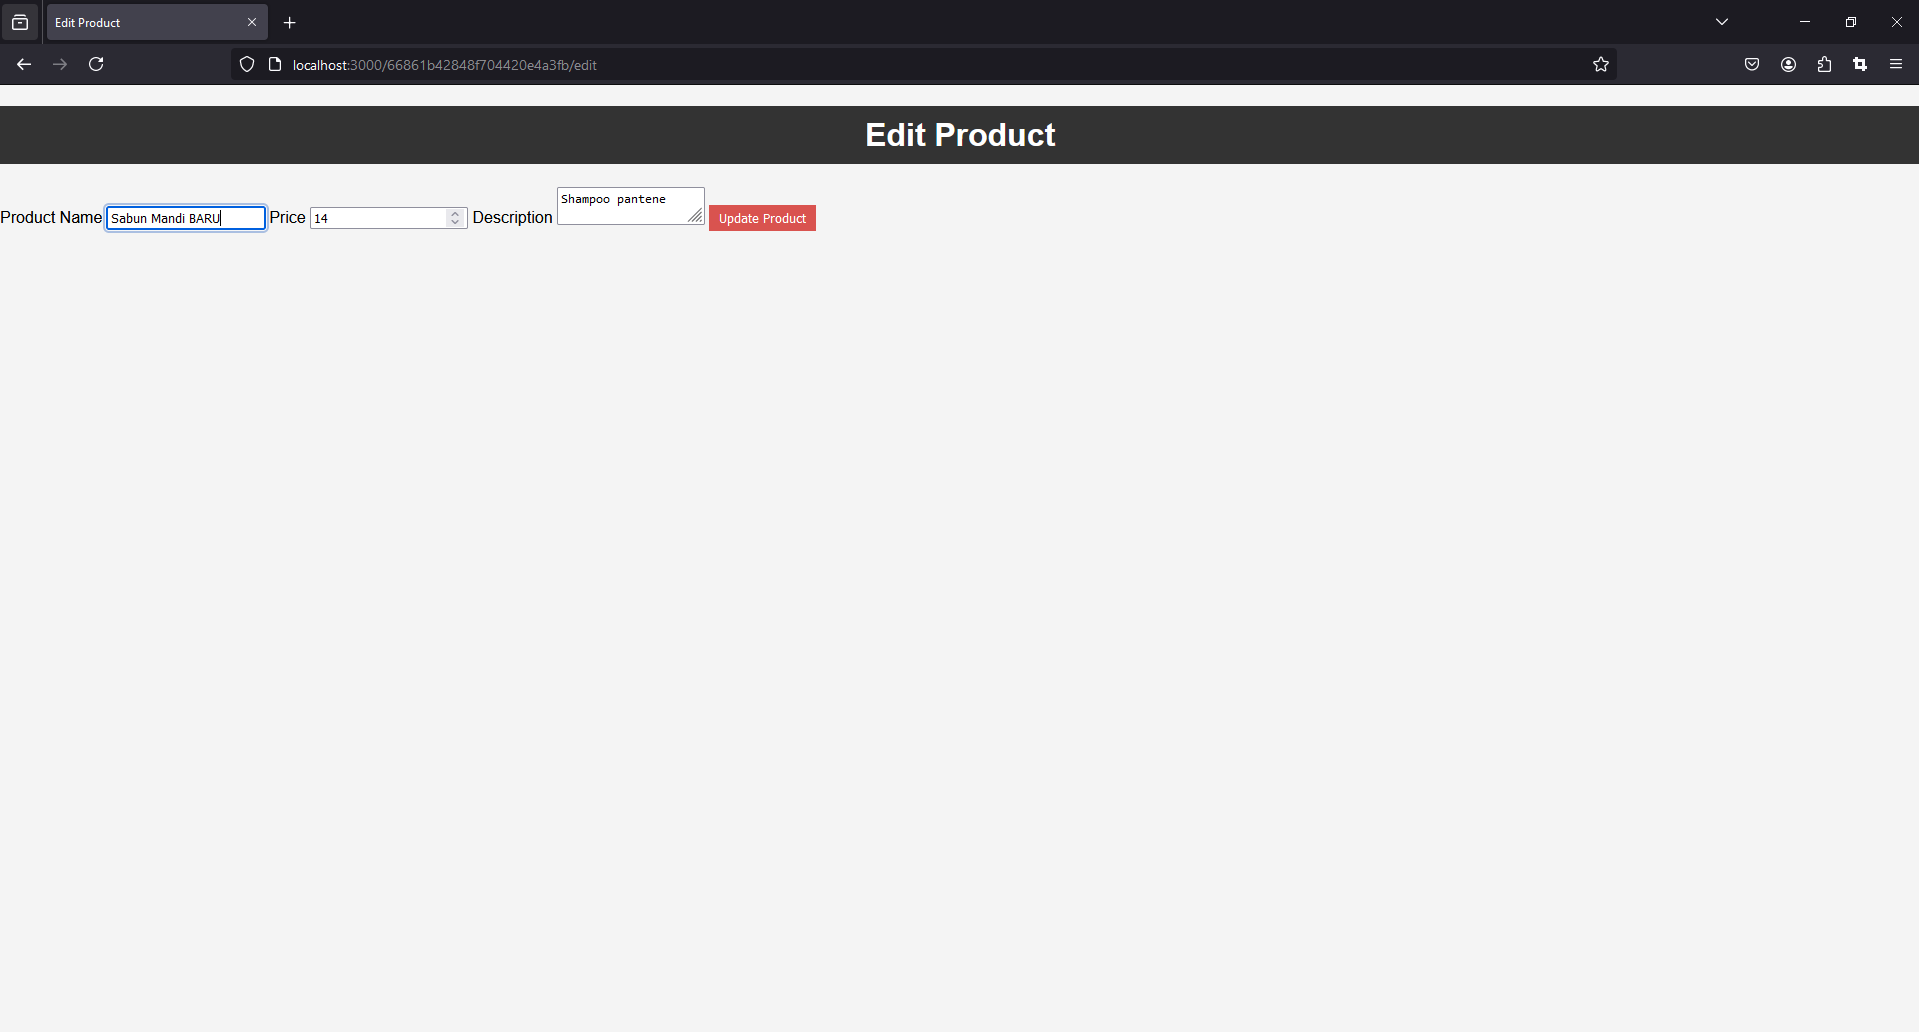 Edit Product
localhost:3000/66861b42848f704420e4a3fb/edit
Edit Product
Product Name Sabun Mandi BARU Price 14 Description Shampoo pantene Update Product